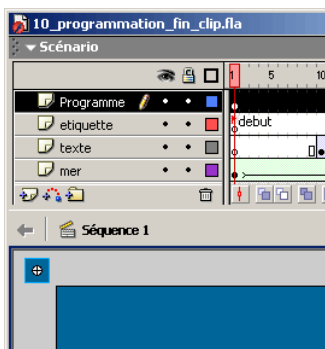 10_programmation_fin_clip.fla
Scénario
1 5 10
Programme
etiquette debut
texte
mer
Séquence 1